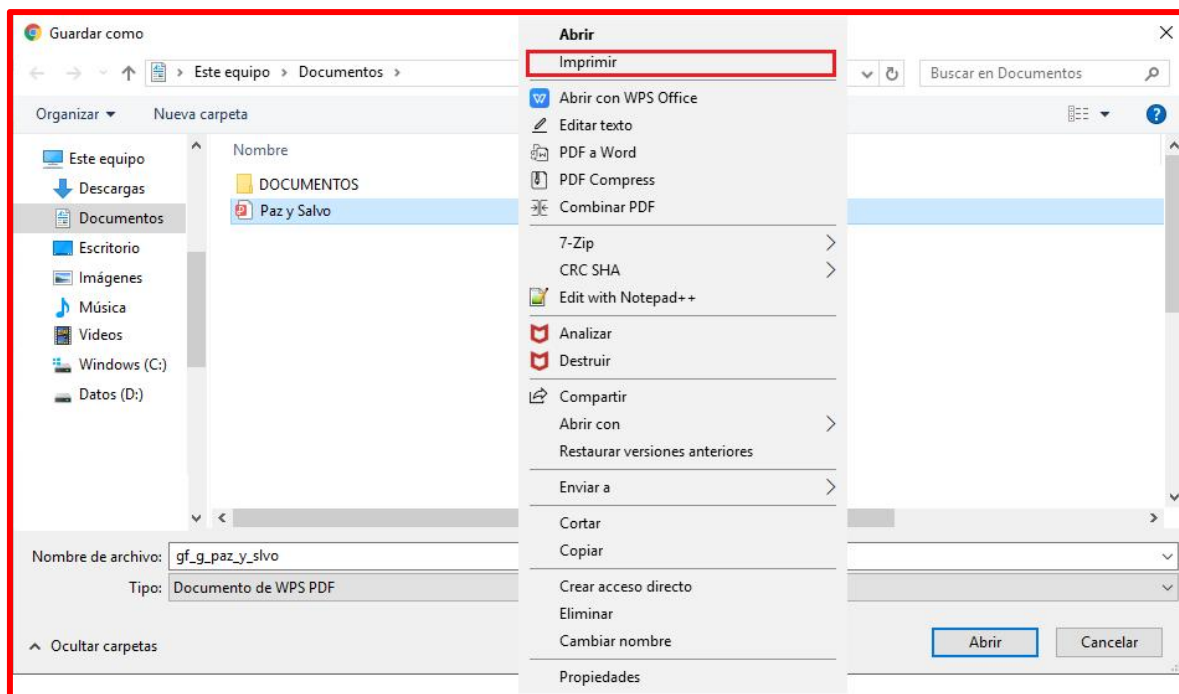 Guardar como
Este equipo > Documentos >
Buscar en Documentos
Organizar
Nueva carpeta
Este equipo
Descargas
Documentos
Escritorio
Imágenes
Música
Videos
Windows (C:)
Datos (D:)
Nombre
DOCUMENTOS
Paz y Salvo
Abrir
Imprimir
Abrir con WPS Office
Editar texto
PDF a Word
PDF Compress
Combinar PDF
7-Zip
CRC SHA
Edit with Notepad++
Analizar
Destruir
Compartir
Abrir con
Restaurar versiones anteriores
Enviar a
Cortar
Copiar
Crear acceso directo
Eliminar
Cambiar nombre
Propiedades
Nombre de archivo: gf_g_paz_y_slvo
Tipo: Documento de WPS PDF
Ocultar carpetas
Abrir
Cancelar